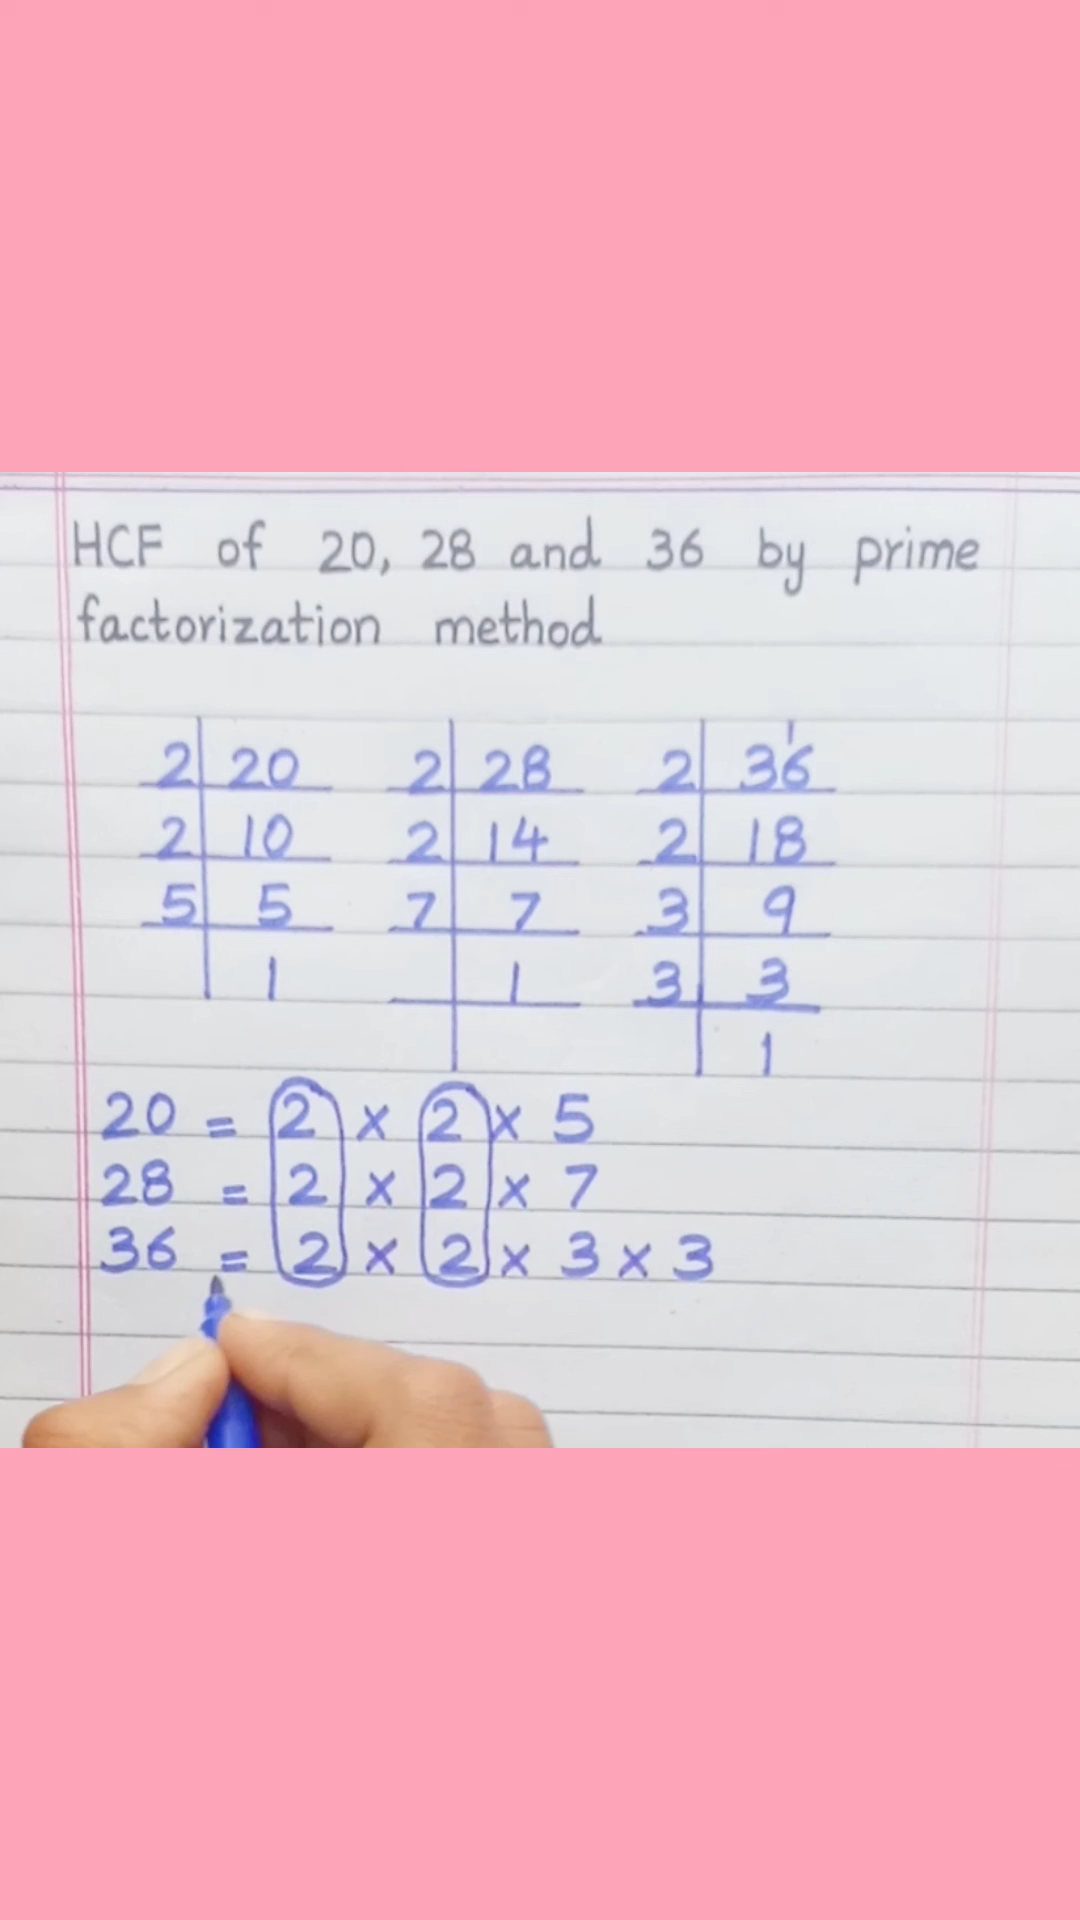 HCF of 20, 28 and 36 by prime
factorization method
2 20 2 28 2 36
2 10 2 14 2 18
5 5 7 7 3 9
1 1 3 3
1
20 = 2 × 2 × 5
28 = 2 × 2 × 7
36 = 2 × 2 × 3 × 3